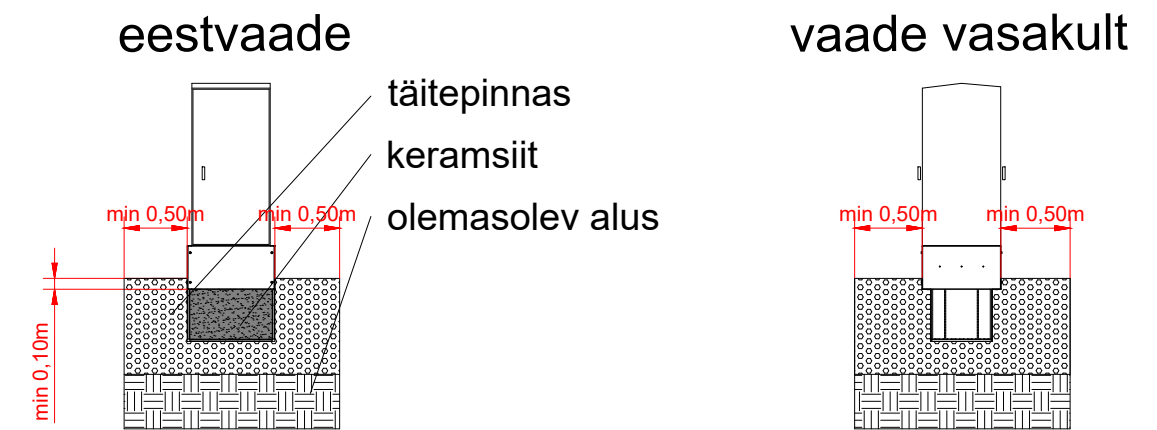 eestvaade
vaade vasakult
täitepinnas
keramsiit
olemasolev alus
min 0,50m
min 0,50m
min 0,50m
min 0,50m
min 0,10m